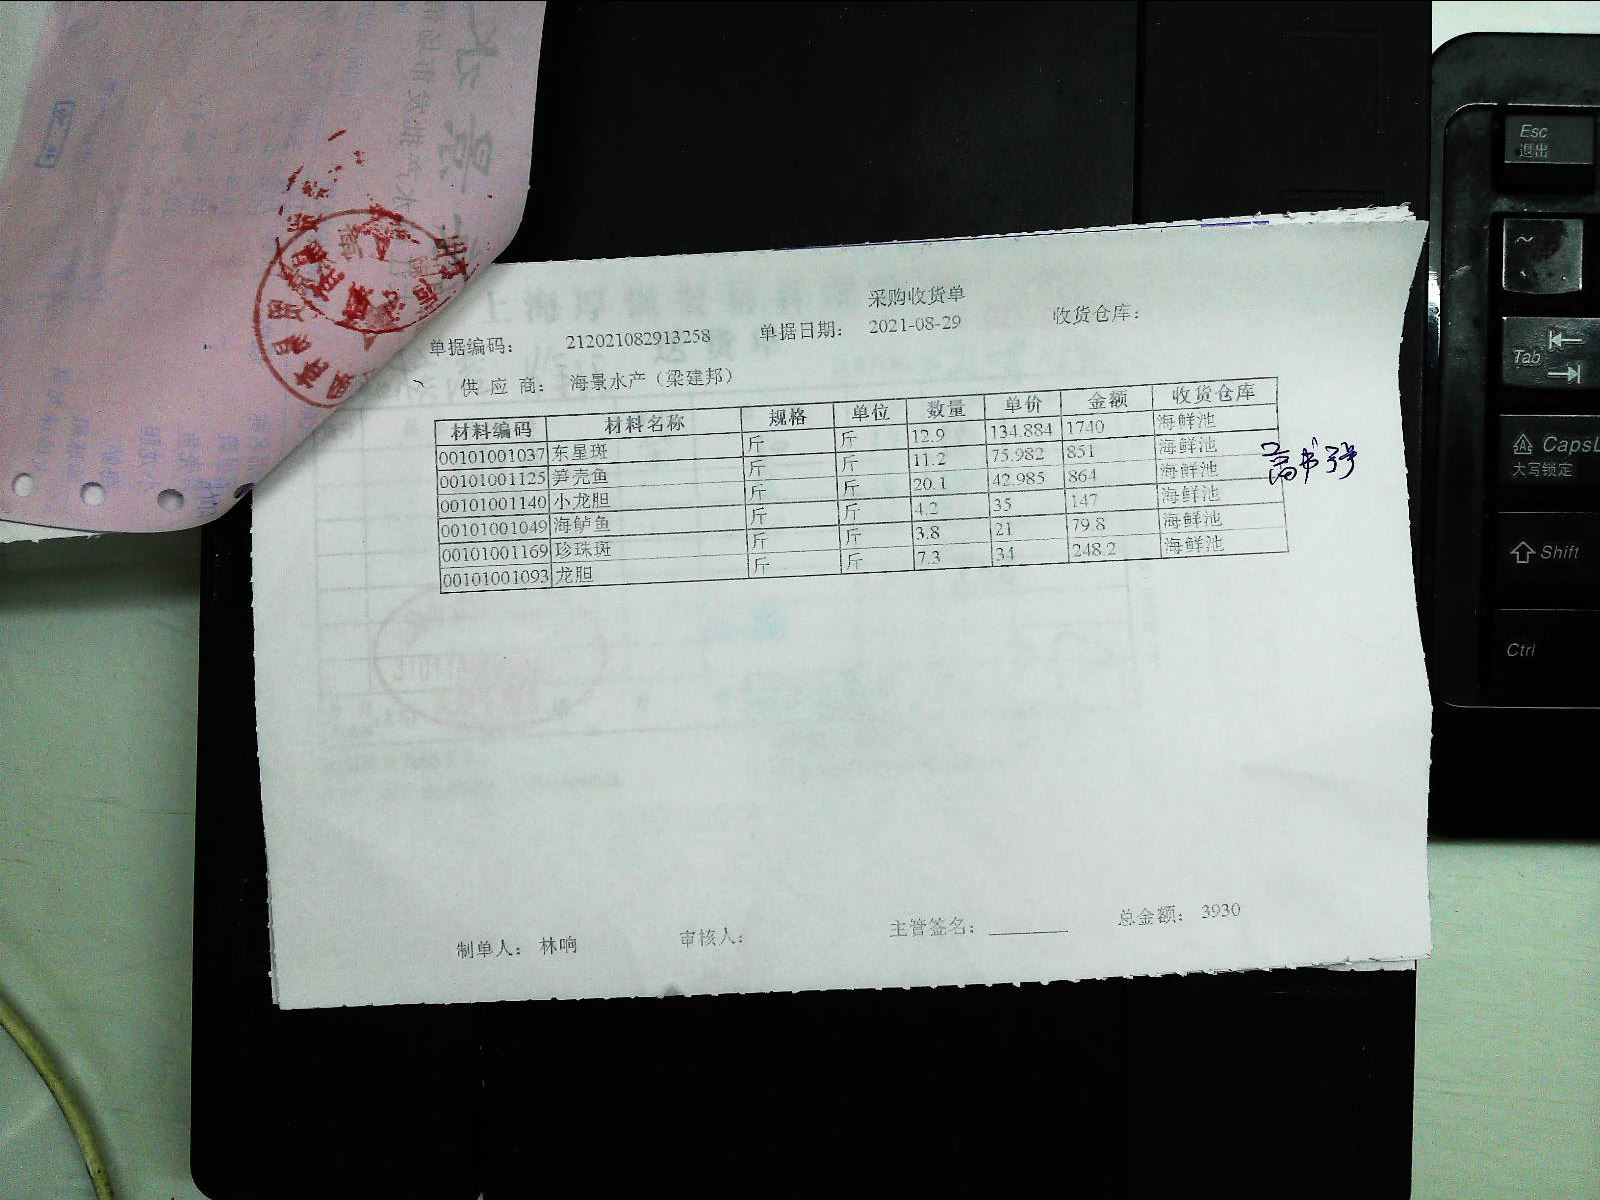 采购收货单
单据编码： 212021082913258 单据日期： 2021-08-29 收货仓库：
供 应 商： 海景水产（梁建邦）
材料编码 材料名称 规格 单位 数量 单价 金额 收货仓库
00101001037 东星斑 斤 斤 12.9 134.884 1740 海鲜池
00101001125 笋壳鱼 斤 斤 11.2 75.982 851 海鲜池
00101001140 小龙胆 斤 斤 20.1 42.985 864 海鲜池
00101001049 海鲈鱼 斤 斤 4.2 35 147 海鲜池
00101001169 珍珠斑 斤 斤 3.8 21 79.8 海鲜池
00101001093 龙胆 斤 斤 7.3 34 248.2 海鲜池
制单人： 林响 审核人： 主管签名： 总金额： 3930
Esc
退出
~
Tab
CapsL
大写锁定
Shift
Ctrl